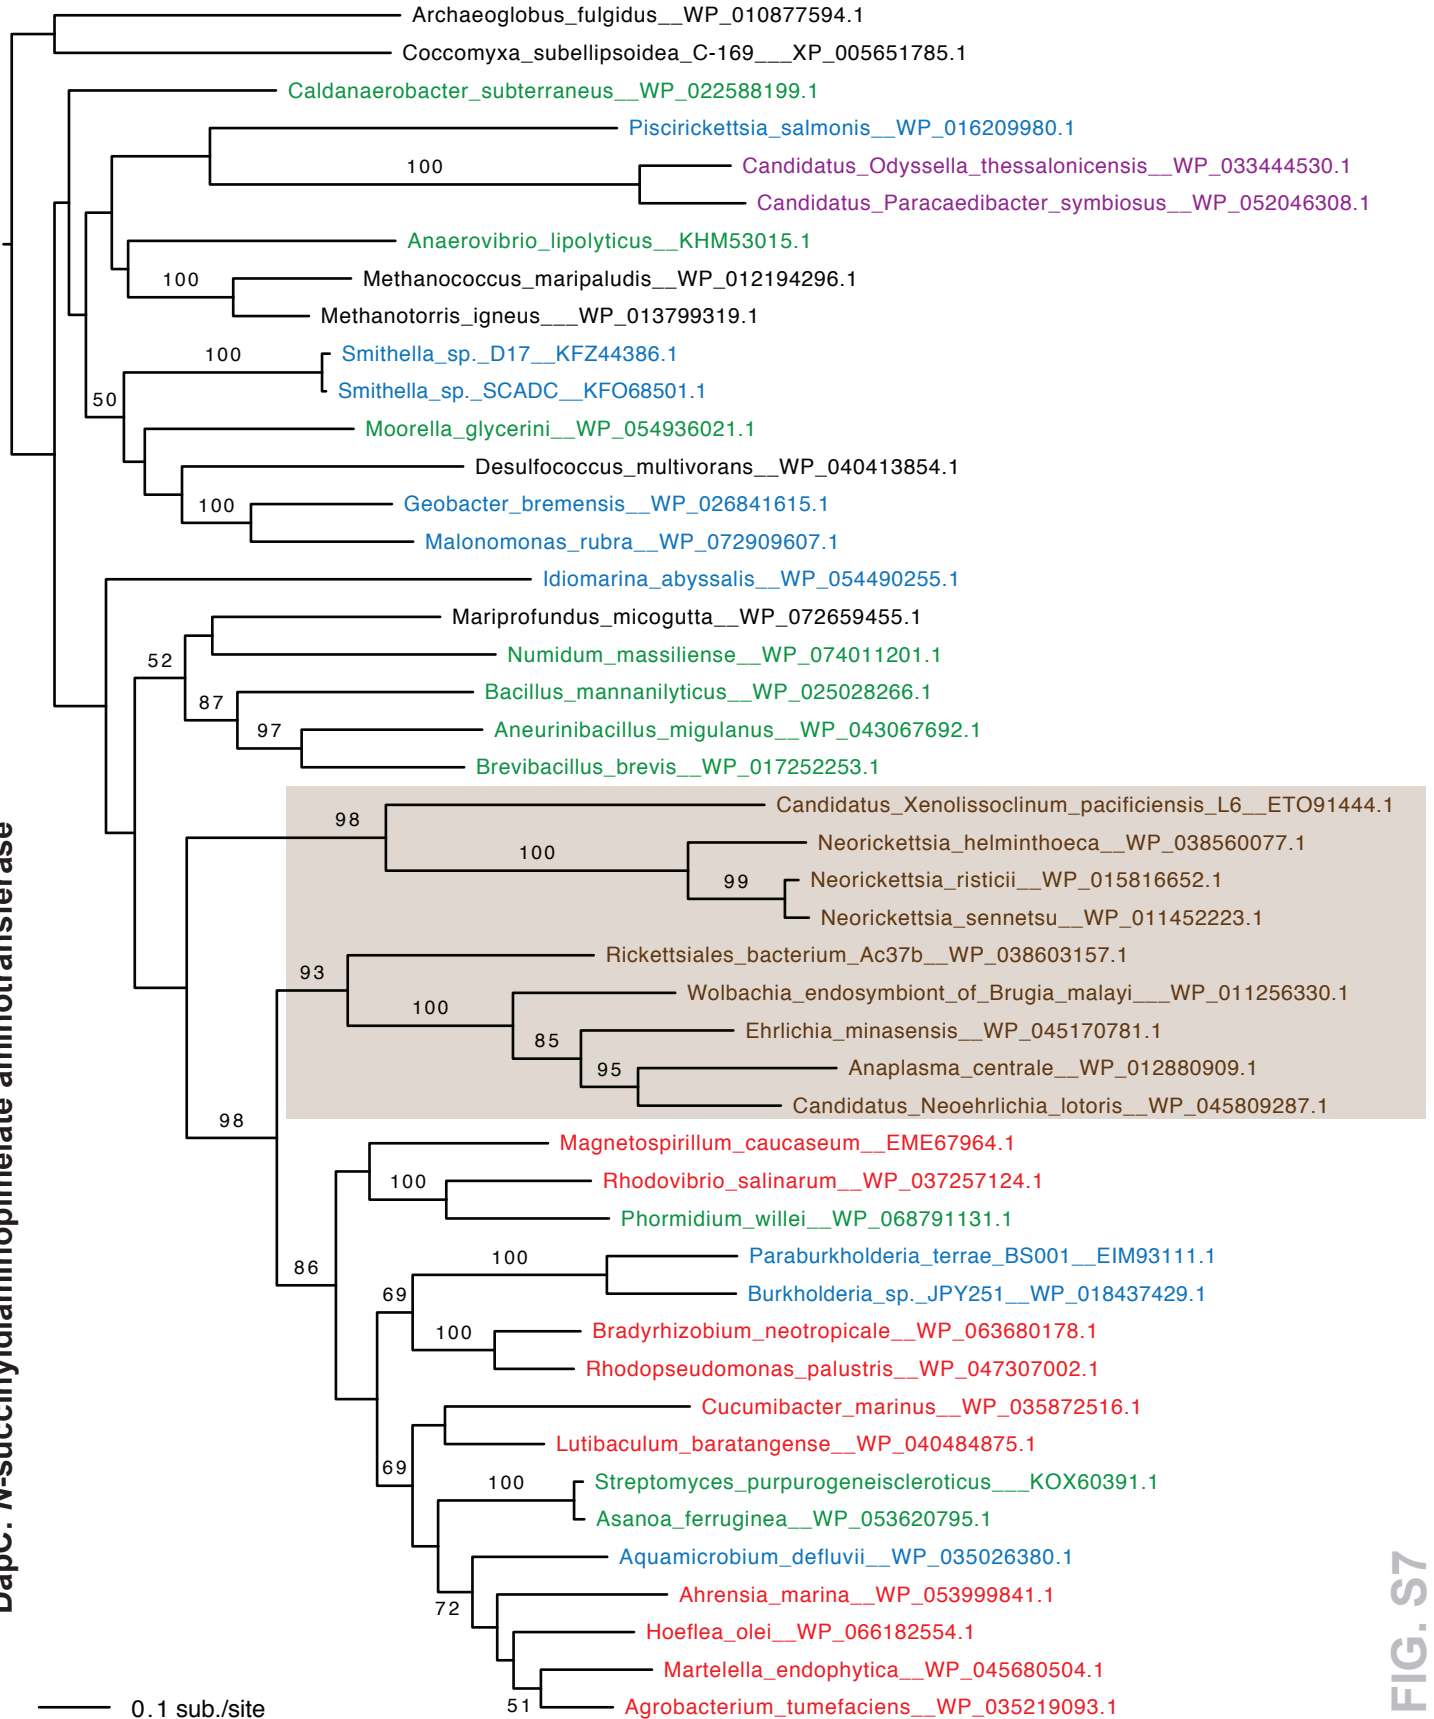 Archaeoglobus_fulgidus__WP_010877594.1
Coccomyxa_subellipsoidea_C-169___XP_005651785.1
Caldanaerobacter_subterraneus__WP_022588199.1
Piscirickettsia_salmonis__WP_016209980.1
100
Candidatus_Odyssella_thessalonicensis__WP_033444530.1
Candidatus_Paracaedibacter_symbiosus__WP_052046308.1
Anaerovibrio_lipolyticus__KHM53015.1
100
Methanococcus_maripaludis__WP_012194296.1
Methanotorris_igneus___WP_013799319.1
100
Smithella_sp._D17__KFZ44386.1
Smithella_sp._SCADC__KFO68501.1
50
Moorella_glycerini__WP_054936021.1
Desulfococcus_multivorans__WP_040413854.1
100
Geobacter_bremensis__WP_026841615.1
Malonomonas_rubra__WP_072909607.1
Idiomarina_abyssalis__WP_054490255.1
Mariprofundus_micogutta__WP_072659455.1
52
Numidum_massiliense__WP_074011201.1
87
Bacillus_mannanilyticus__WP_025028266.1
97
Aneurinibacillus_migulanus__WP_043067692.1
Brevibacillus_brevis__WP_017252253.1
98
Candidatus_Xenolissoclinum_pacificiensis_L6__ETO91444.1
100
Neorickettsia_helminthoeca__WP_038560077.1
99
Neorickettsia_risticii__WP_015816652.1
Neorickettsia_sennetsu__WP_011452223.1
93
Rickettsiales_bacterium_Ac37b__WP_038603157.1
100
Wolbachia_endosymbiont_of_Brugia_malayi___WP_011256330.1
85
Ehrlichia_minasensis__WP_045170781.1
95
Anaplasma_centrale__WP_012880909.1
Candidatus_Neoehrlichia_lotoris__WP_045809287.1
98
Magnetospirillum_caucaseum__EME67964.1
100
Rhodovibrio_salinarum__WP_037257124.1
Phormidium_willei__WP_068791131.1
86
100
Paraburkholderia_terrae_BS001__EIM93111.1
Burkholderia_sp._JPY251__WP_018437429.1
69
100
Bradyrhizobium_neotropicale__WP_063680178.1
Rhodopseudomonas_palustris__WP_047307002.1
Cucumibacter_marinus__WP_035872516.1
Lutibaculum_baratangense__WP_040484875.1
69
100
Streptomyces_purpurogeneiscleroticus___KOX60391.1
Asanoa_ferruginea__WP_053620795.1
Aquamicrobium_defluvii__WP_035026380.1
72
Ahrensia_marina__WP_053999841.1
Hoeflea_olei__WP_066182554.1
Martelella_endophytica__WP_045680504.1
51
Agrobacterium_tumefaciens__WP_035219093.1
0.1 sub./site
DapC: N-succinyldiaminopimelate aminotransferase
FIG. S7